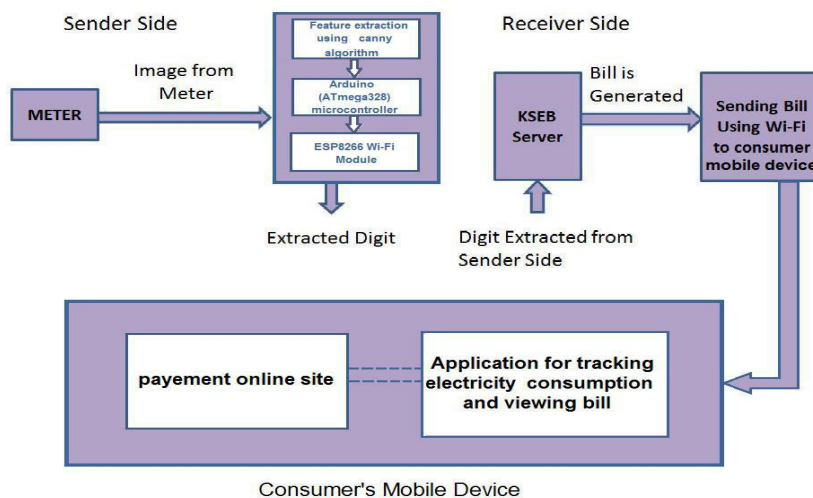 Sender Side
Image from
Meter
METER
Feature extraction
using canny
algorithm
Arduino
(ATmega328)
microcontroller
ESP8266 Wi-Fi
Module
Extracted Digit
Receiver Side
KSEB
Server
Bill is
Generated
Sending Bill
Using Wi-Fi
to consumer
mobile device
Digit Extracted from
Sender Side
payement online site
Application for tracking
electricity consumption
and viewing bill
Consumer's Mobile Device